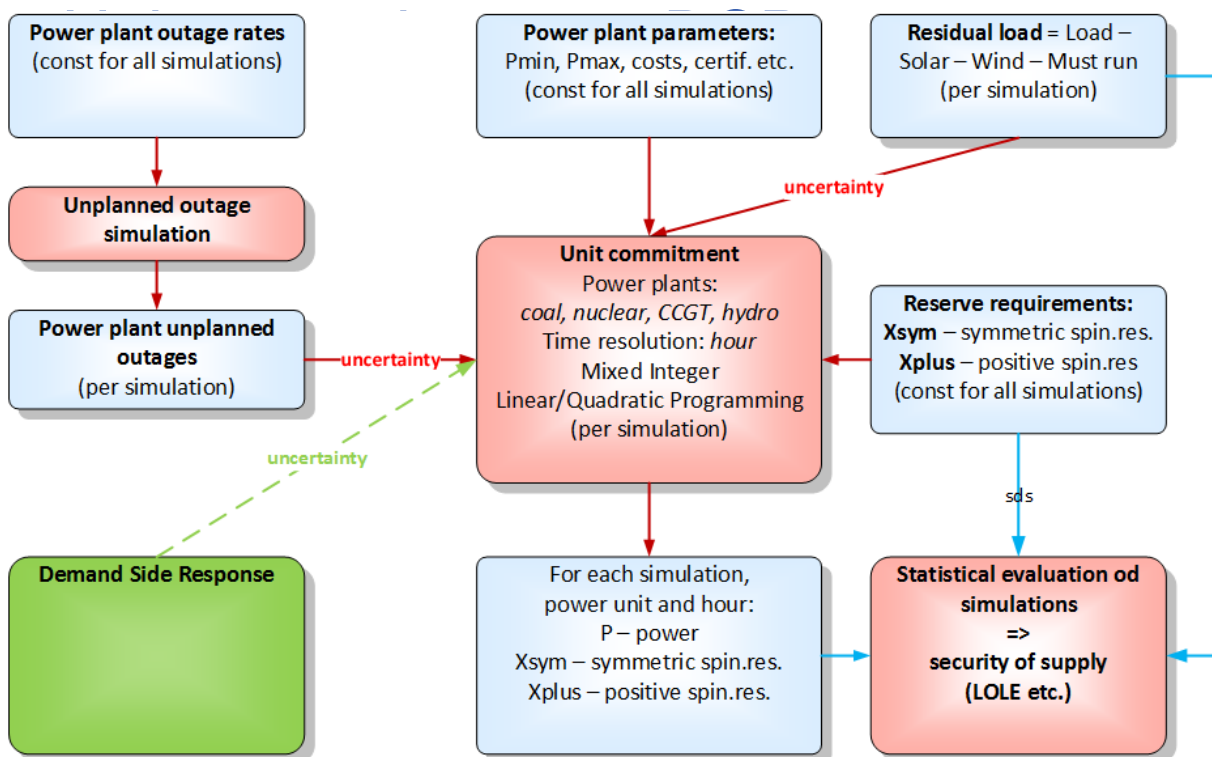 Power plant outage rates
(const for all simulations)
Power plant parameters:
Pmin, Pmax, costs, certif. etc.
(const for all simulations)
Residual load = Load –
Solar – Wind – Must run
(per simulation)
uncertainty
Unplanned outage
simulation
Unit commitment
Power plants:
coal, nuclear, CCGT, hydro
Time resolution: hour
Mixed Integer
Linear/Quadratic Programming
(per simulation)
Reserve requirements:
Xsym – symmetric spin.res.
Xplus – positive spin.res
(const for all simulations)
Power plant unplanned
outages
(per simulation)
uncertainty
uncertainty
sds
Demand Side Response
For each simulation,
power unit and hour:
P – power
Xsym – symmetric spin.res.
Xplus – positive spin.res.
Statistical evaluation od
simulations
=>
security of supply
(LOLE etc.)